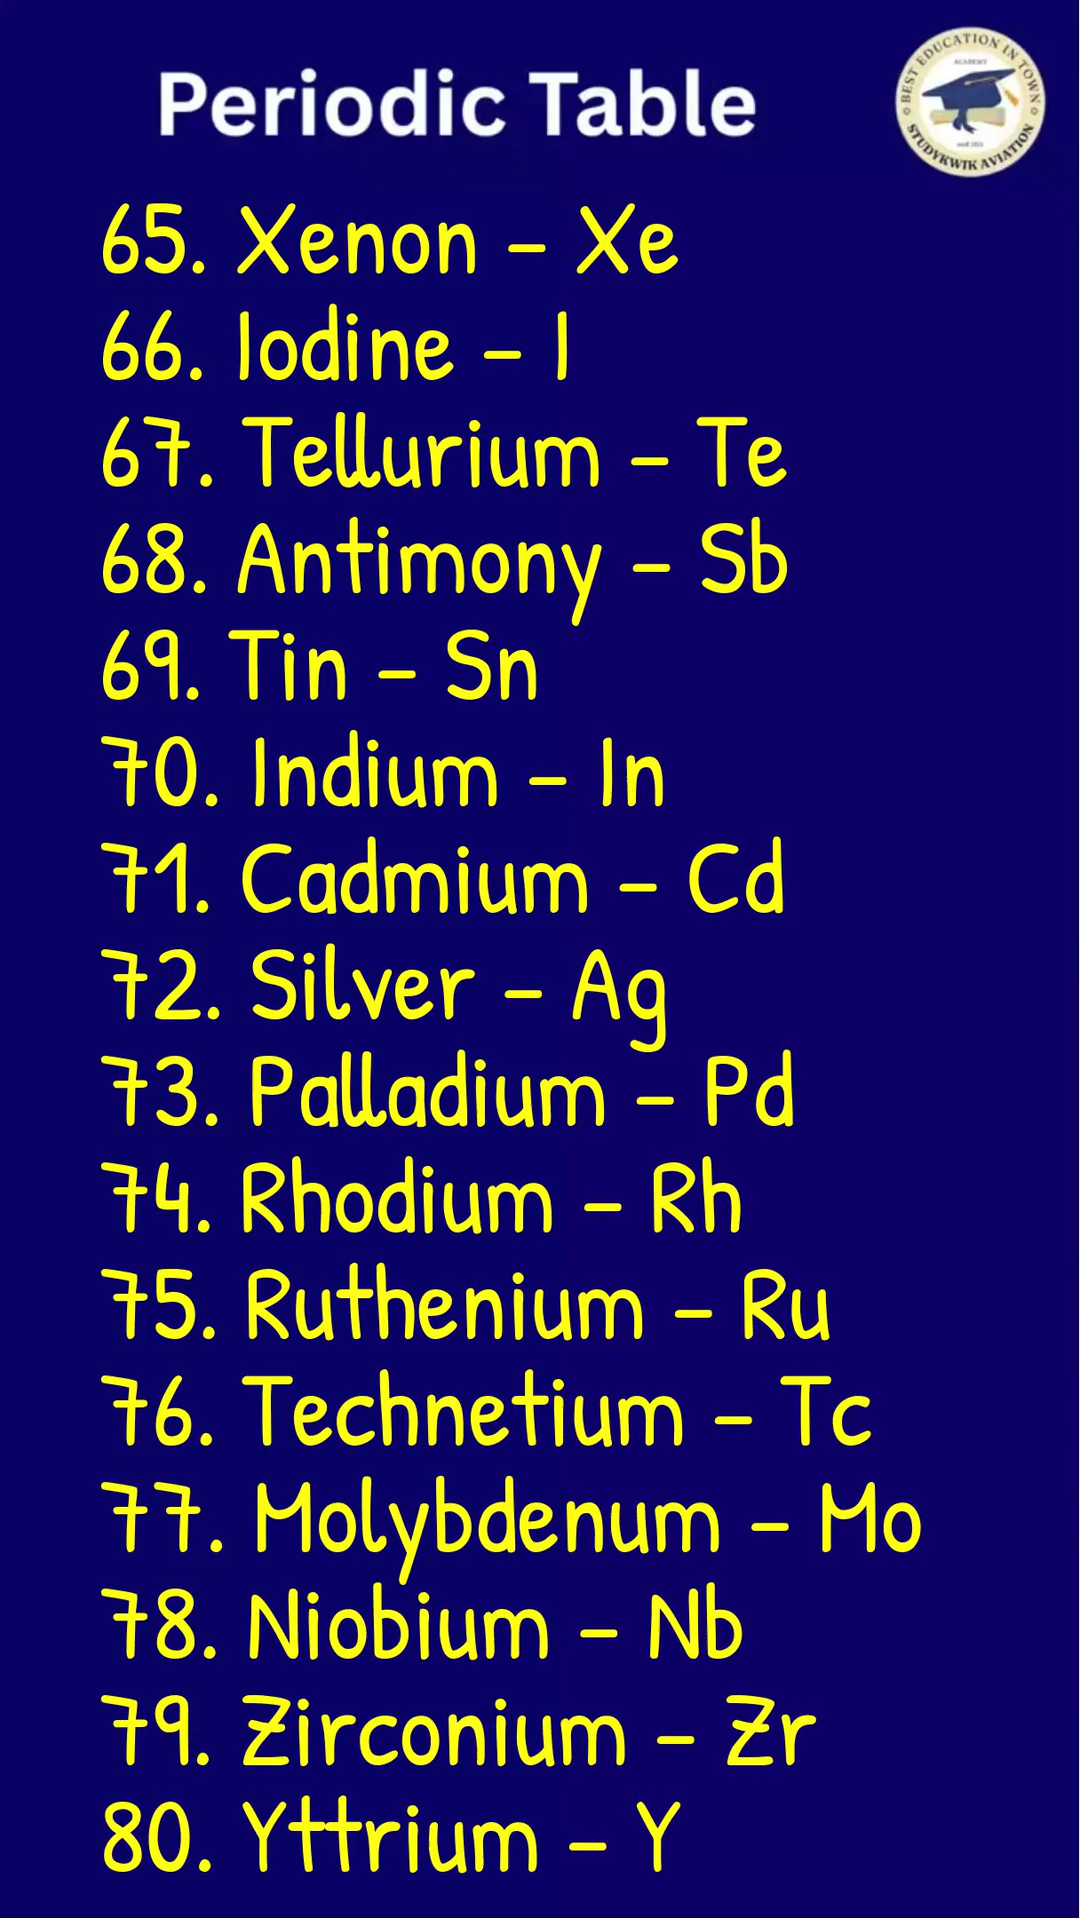 Periodic Table
BEST EDUCATION IN TOWN
ACADEMY
STUDYKWIK AVIATION
65. Xenon – Xe
66. Iodine – I
67. Tellurium – Te
68. Antimony – Sb
69. Tin – Sn
70. Indium – In
71. Cadmium – Cd
72. Silver – Ag
73. Palladium – Pd
74. Rhodium – Rh
75. Ruthenium – Ru
76. Technetium – Tc
77. Molybdenum – Mo
78. Niobium – Nb
79. Zirconium – Zr
80. Yttrium – Y